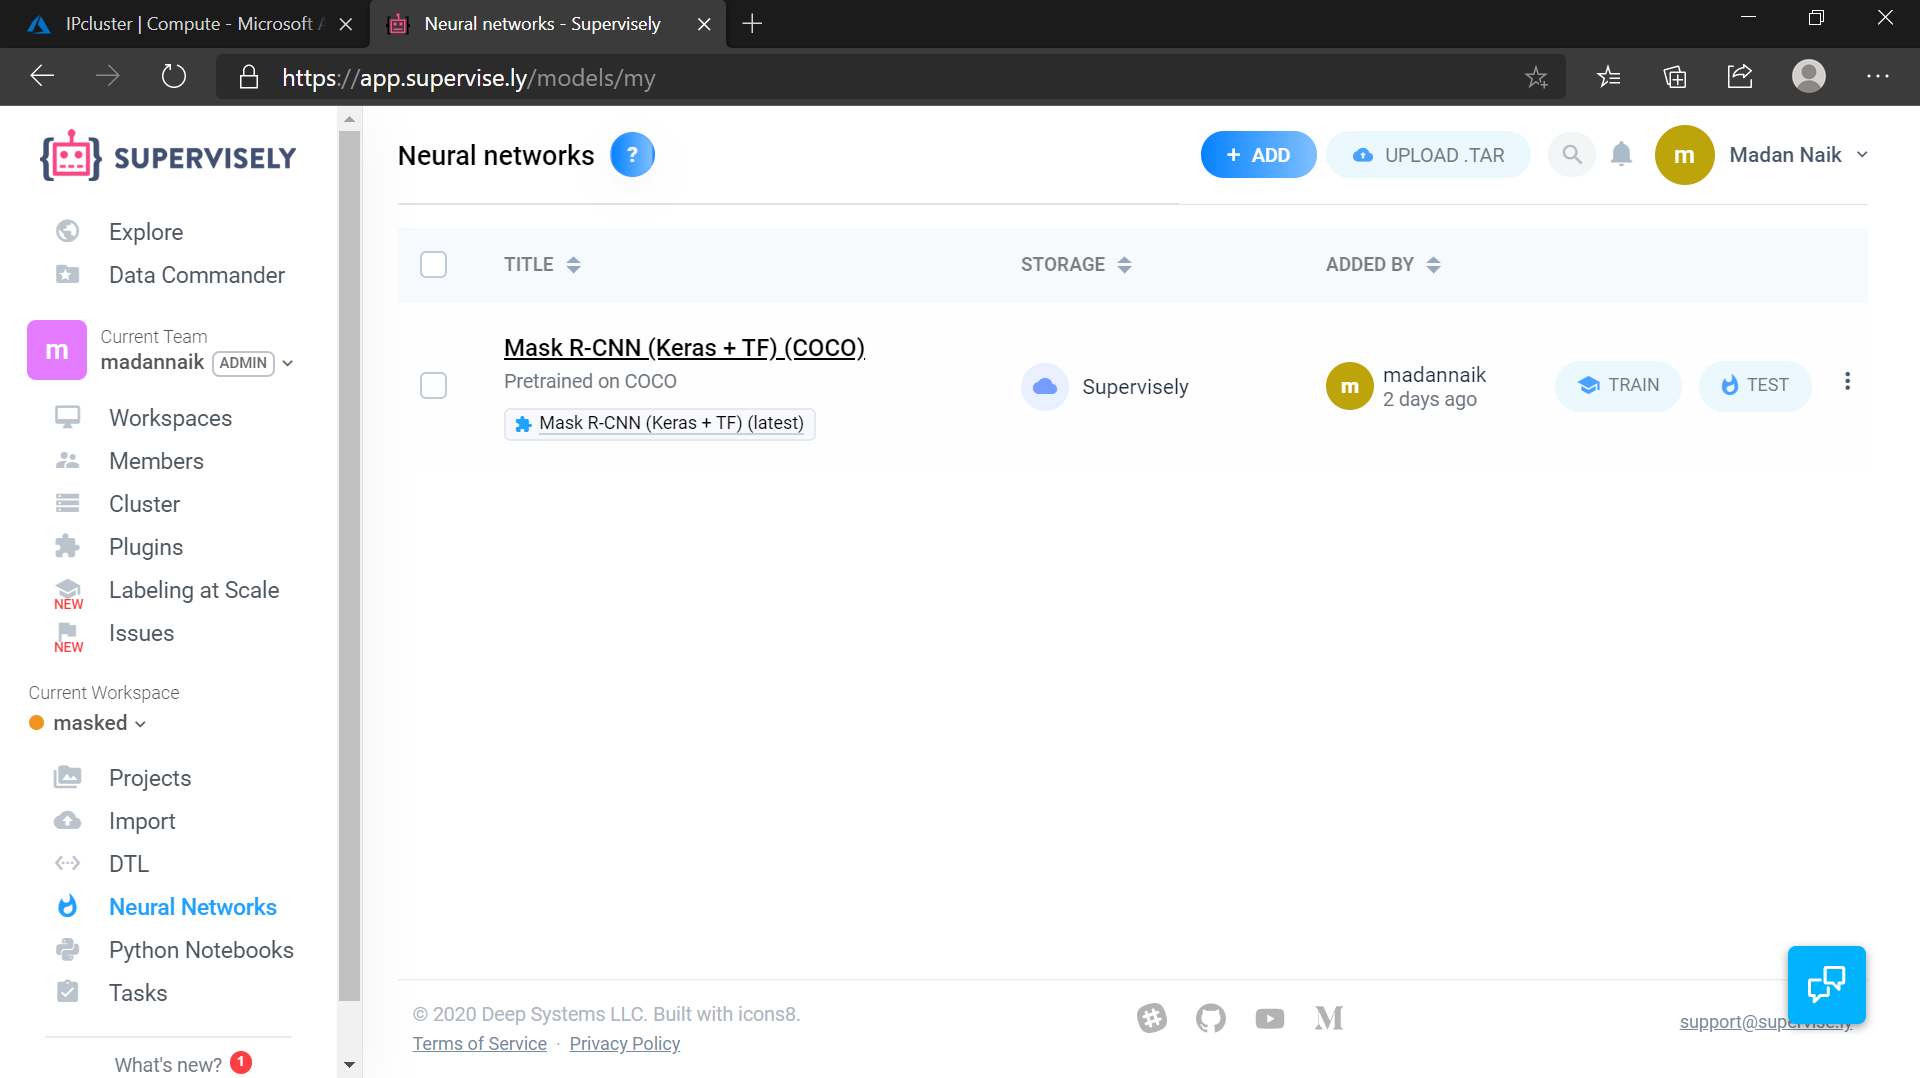 IPcluster | Compute - Microsoft A
Neural networks - Supervisely
https://app.supervise.ly/models/my
SUPERVISELY
Explore
Data Commander
m
Current Team
madannaik ADMIN
Workspaces
Members
Cluster
Plugins
Labeling at Scale
NEW
Issues
NEW
Current Workspace
masked
Projects
Import
DTL
Neural Networks
Python Notebooks
Tasks
What's new? 1
Neural networks ?
+ ADD
UPLOAD .TAR
m
Madan Naik
TITLE
STORAGE
ADDED BY
Mask R-CNN (Keras + TF) (COCO)
Pretrained on COCO
Mask R-CNN (Keras + TF) (latest)
Supervisely
m
madannaik
2 days ago
TRAIN
TEST
© 2020 Deep Systems LLC. Built with icons8.
Terms of Service · Privacy Policy
support@supervise.ly